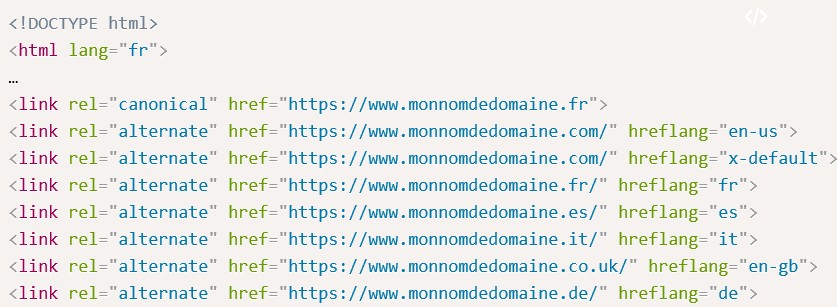 <!DOCTYPE html>
<html lang="fr">
…
<link rel="canonical" href="https://www.monnomdedomaine.fr">
<link rel="alternate" href="https://www.monnomdedomaine.com/" hreflang="en-us">
<link rel="alternate" href="https://www.monnomdedomaine.com/" hreflang="x-default">
<link rel="alternate" href="https://www.monnomdedomaine.fr/" hreflang="fr">
<link rel="alternate" href="https://www.monnomdedomaine.es/" hreflang="es">
<link rel="alternate" href="https://www.monnomdedomaine.it/" hreflang="it">
<link rel="alternate" href="https://www.monnomdedomaine.co.uk/" hreflang="en-gb">
<link rel="alternate" href="https://www.monnomdedomaine.de/" hreflang="de">